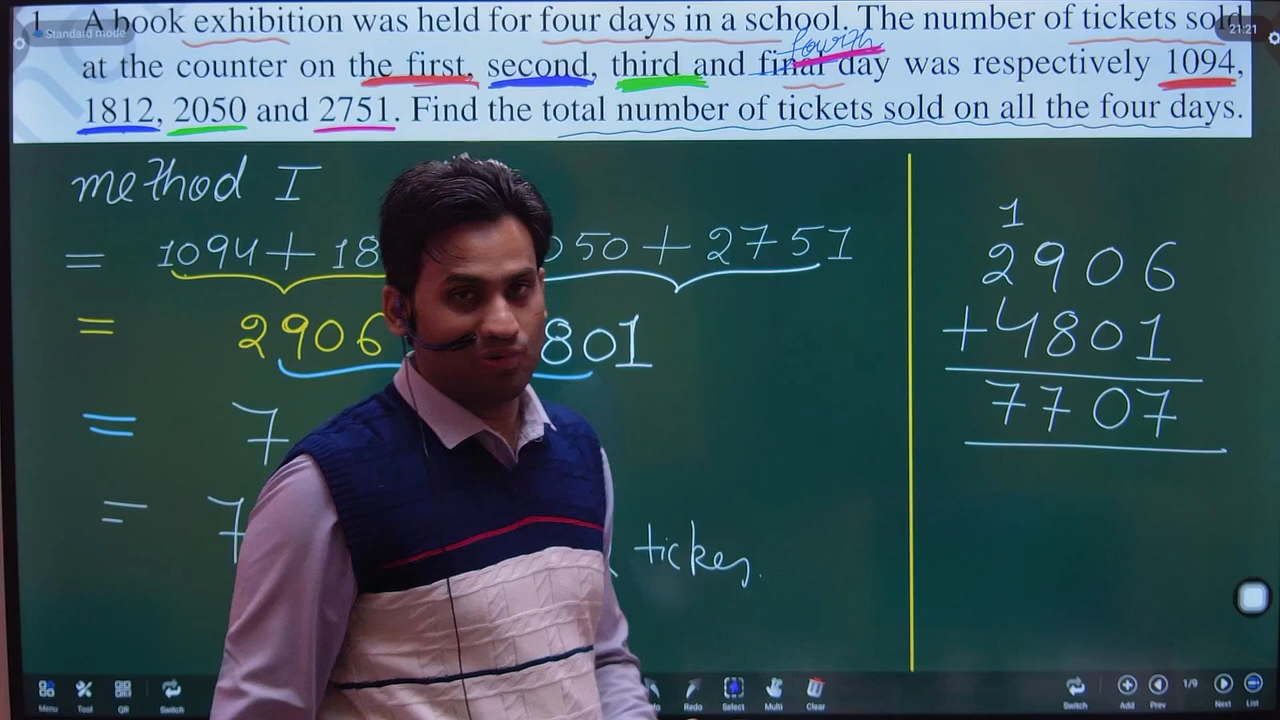 1. A book exhibition was held for four days in a school. The number of tickets sold
Standard mode
21:21
fourth
at the counter on the first, second, third and final day was respectively 1094,
1812, 2050 and 2751. Find the total number of tickets sold on all the four days.
method I
= 1094+18 050+2751
= 2906 801
= 7
= 7 ticket
1
2906
+4801
7707
Menu Tool QR Switch Redo Select Multi Clear Switch Add Prev 1/9 Next List